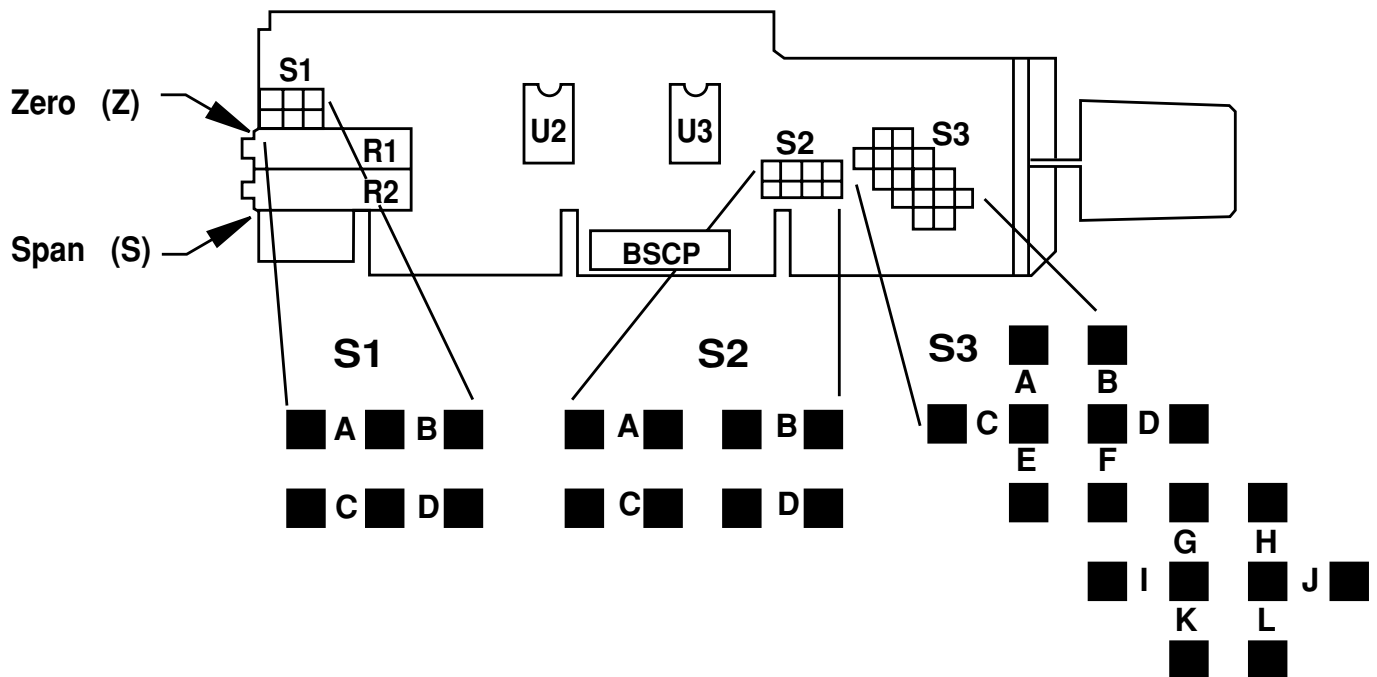 S1
Zero (Z)
U2
U3
S2
S3
R1
R2
BSCP
Span (S)
S1
S2
S3
A B
A B
A B
C D
E F
C D
C D
G H
I J
K L